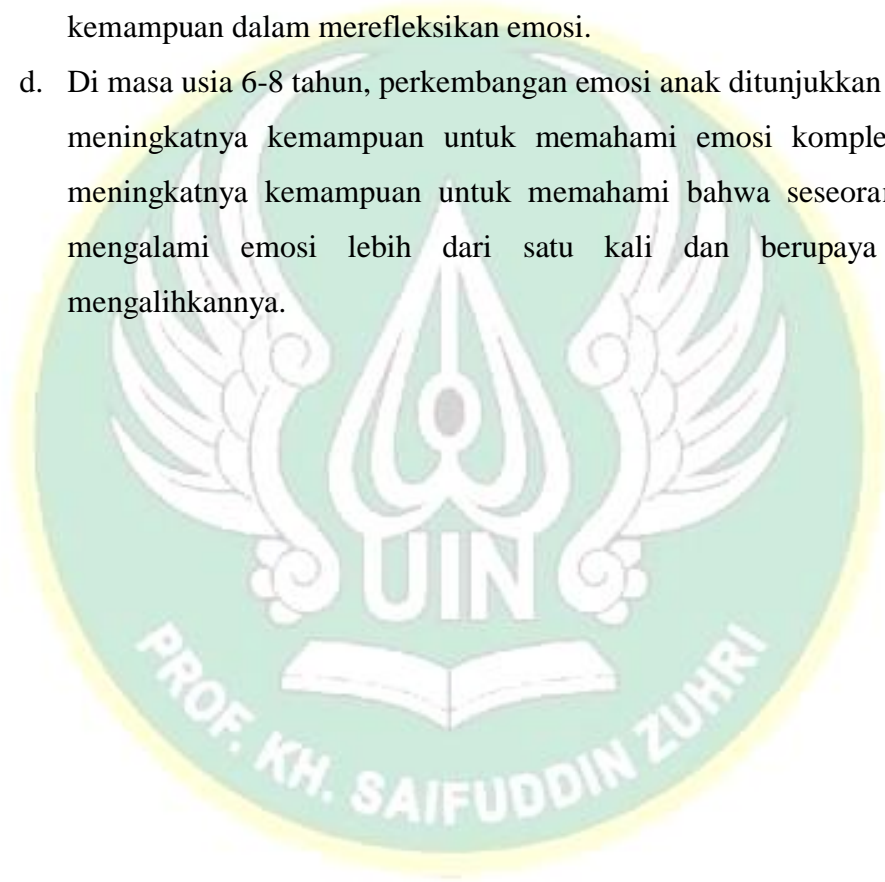 kemampuan dalam merefleksikan emosi.
d. Di masa usia 6-8 tahun, perkembangan emosi anak ditunjukkan
meningkatnya kemampuan untuk memahami emosi komple
meningkatnya kemampuan untuk memahami bahwa seseoran
mengalami emosi lebih dari satu kali dan berupaya
mengalihkannya.
UIN
PROF. KH. SAIFUDDIN ZUHRI